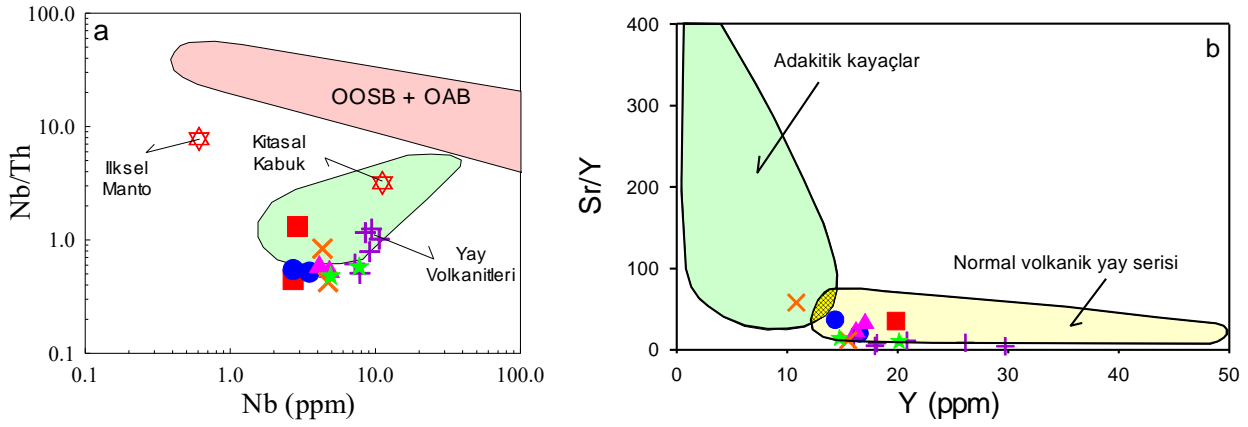 a
100.0
10.0
1.0
0.1
Nb/Th
OOSB + OAB
Kitasal
Kabuk
Ilksel
Manto
Yay
Volkanitleri
0.1
1.0
10.0
100.0
Nb (ppm)
b
400
300
200
100
0
Sr/Y
Adakitik kayaçlar
Normal volkanik yay serisi
0
10
20
30
40
50
Y (ppm)